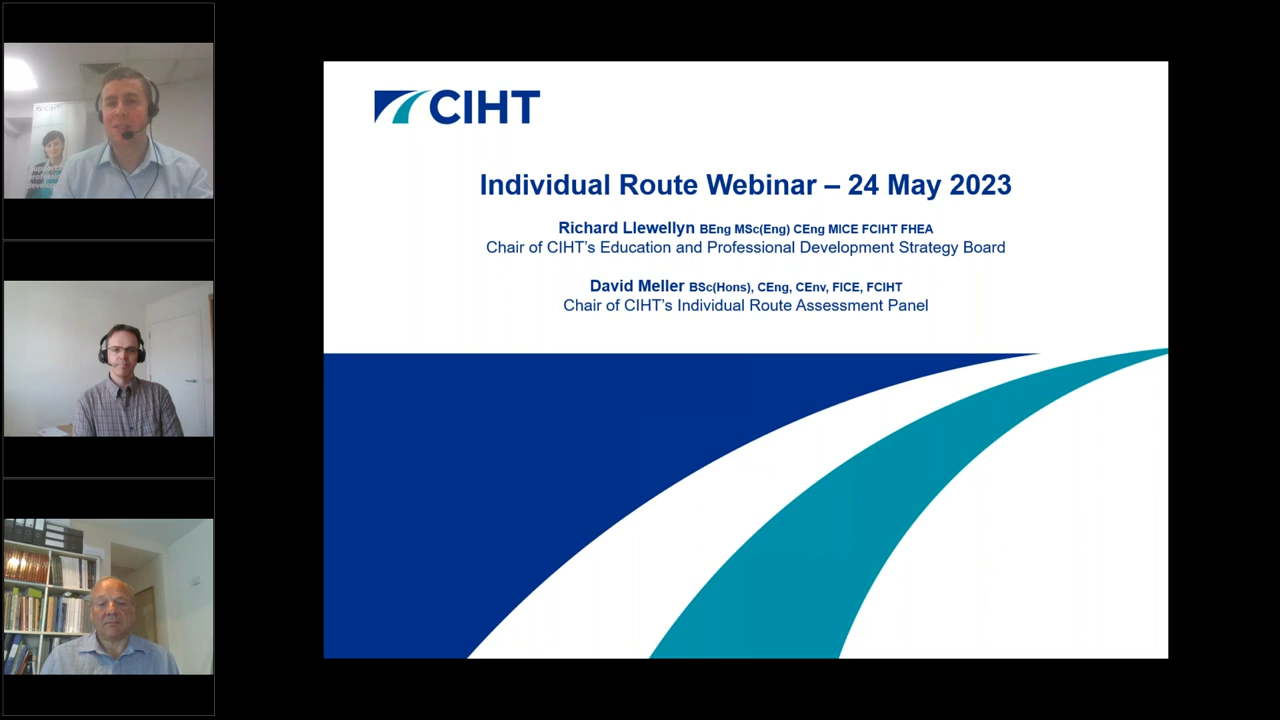 CIHT
Individual Route Webinar – 24 May 2023
Richard Llewellyn BEng MSc(Eng) CEng MICE FCIHT FHEA
Chair of CIHT's Education and Professional Development Strategy Board
David Meller BSc(Hons), CEng, CEnv, FICE, FCIHT
Chair of CIHT's Individual Route Assessment Panel
CIHT